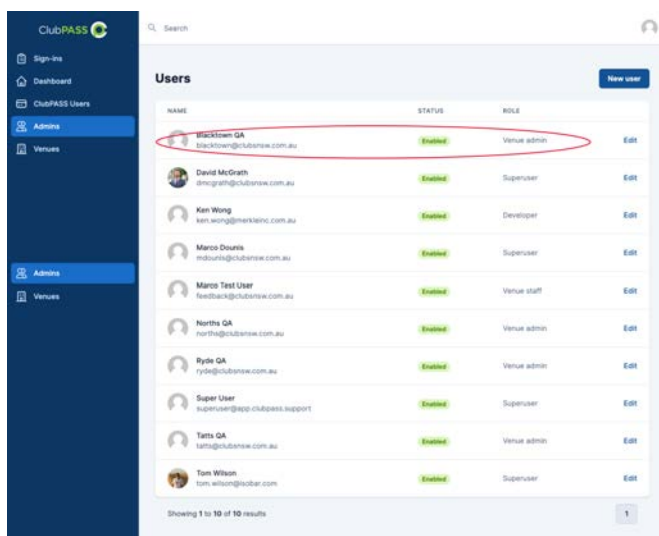 ClubPASS
Search
Sign-ins
Dashboard
ClubPASS Users
Admins
Venues
Admins
Venues
Users
New user
NAME STATUS ROLE
Blacktown QA
blacktown@clubsnsw.com.au Enabled Venue admin Edit
David McGrath
dmcgrath@clubsnsw.com.au Enabled Superuser Edit
Ken Wong
ken.wong@merkleinc.com.au Enabled Developer Edit
Marco Dounis
mdounis@clubsnsw.com.au Enabled Superuser Edit
Marco Test User
feedback@clubsnsw.com.au Enabled Venue staff Edit
Norths QA
norths@clubsnsw.com.au Enabled Venue admin Edit
Ryde QA
ryde@clubsnsw.com.au Enabled Venue admin Edit
Super User
superuser@app.clubpass.support Enabled Superuser Edit
Tatts QA
tatts@clubsnsw.com.au Enabled Venue admin Edit
Tom Wilson
tom.wilson@isobar.com Enabled Superuser Edit
Showing 1 to 10 of 10 results
1